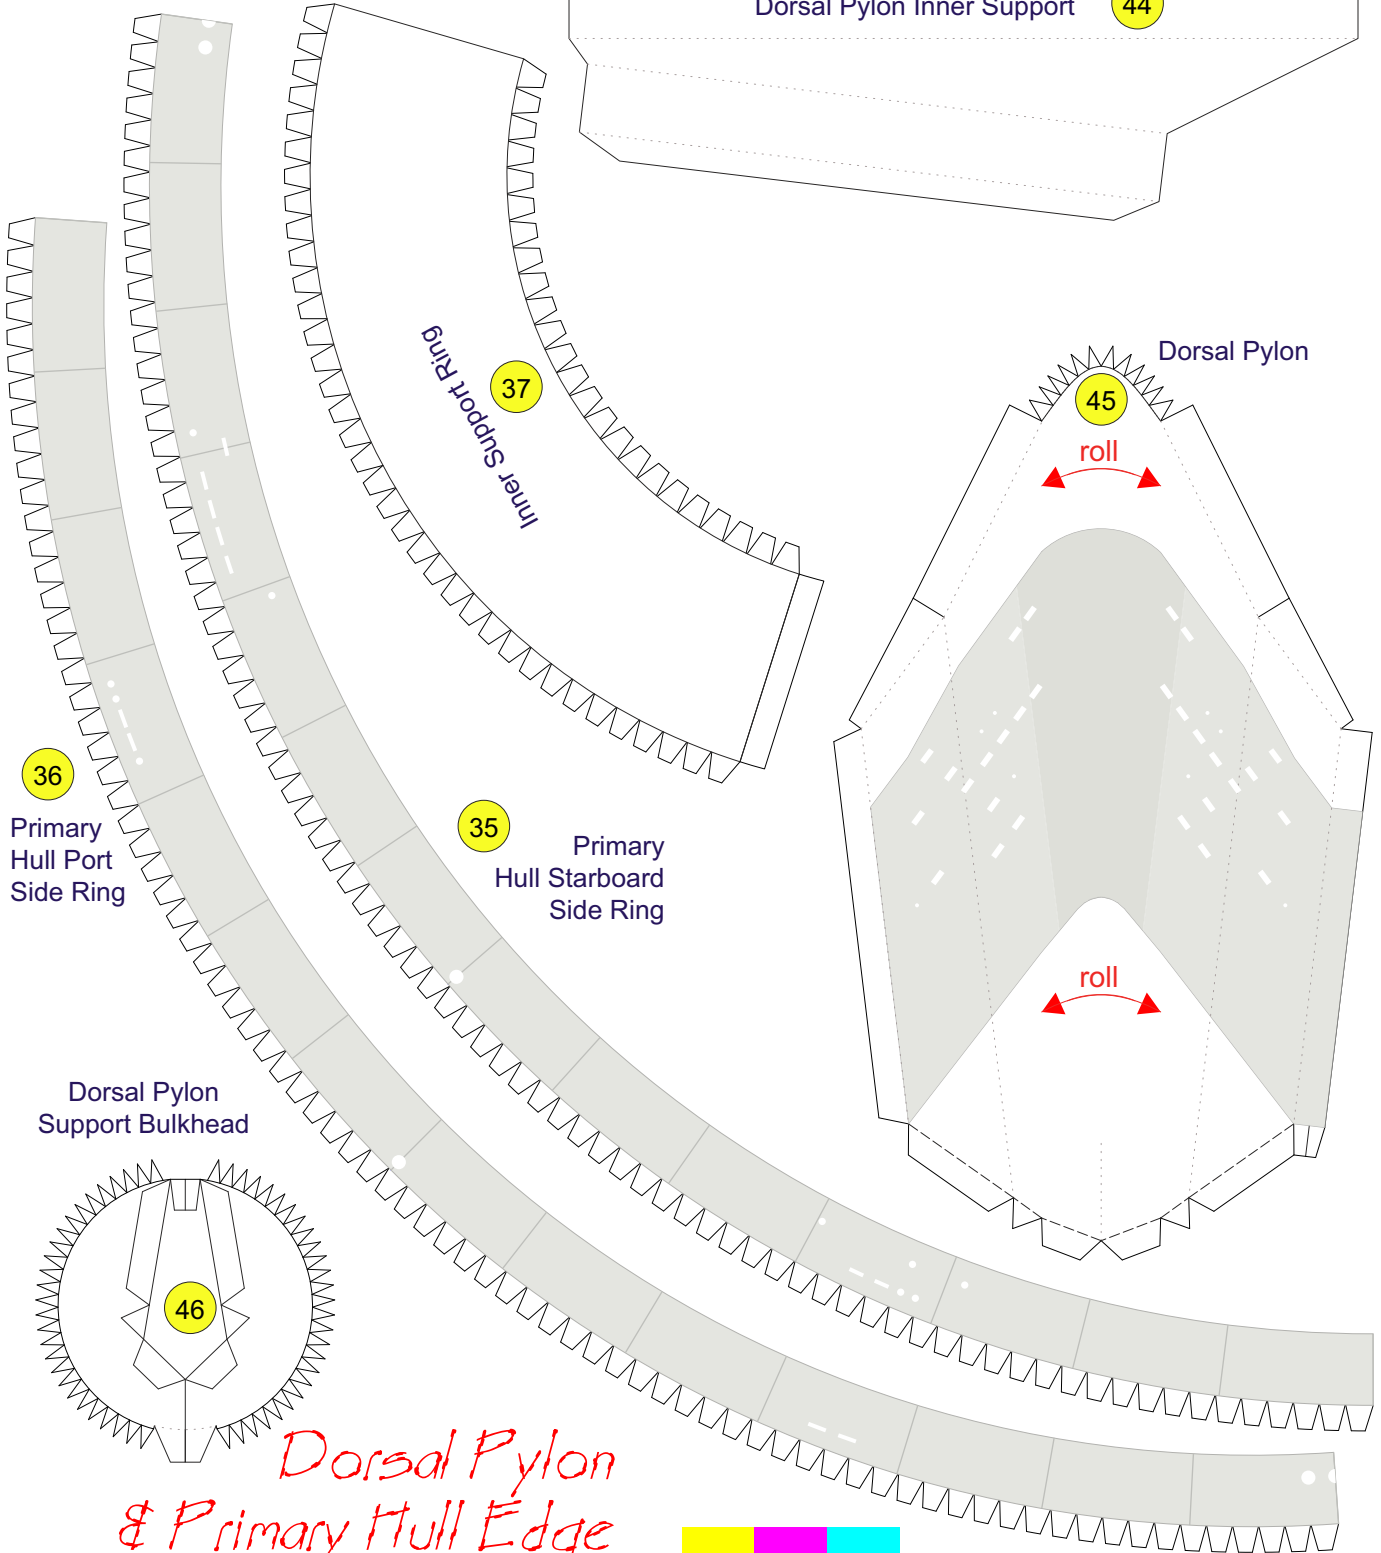 Dorsal Pylon Inner Support 44
Inner Support Ring
37
Dorsal Pylon
45
roll
36
Primary
Hull Port
Side Ring
35
Primary
Hull Starboard
Side Ring
roll
Dorsal Pylon
Support Bulkhead
46
Dorsal Pylon
& Primary Hull Edge